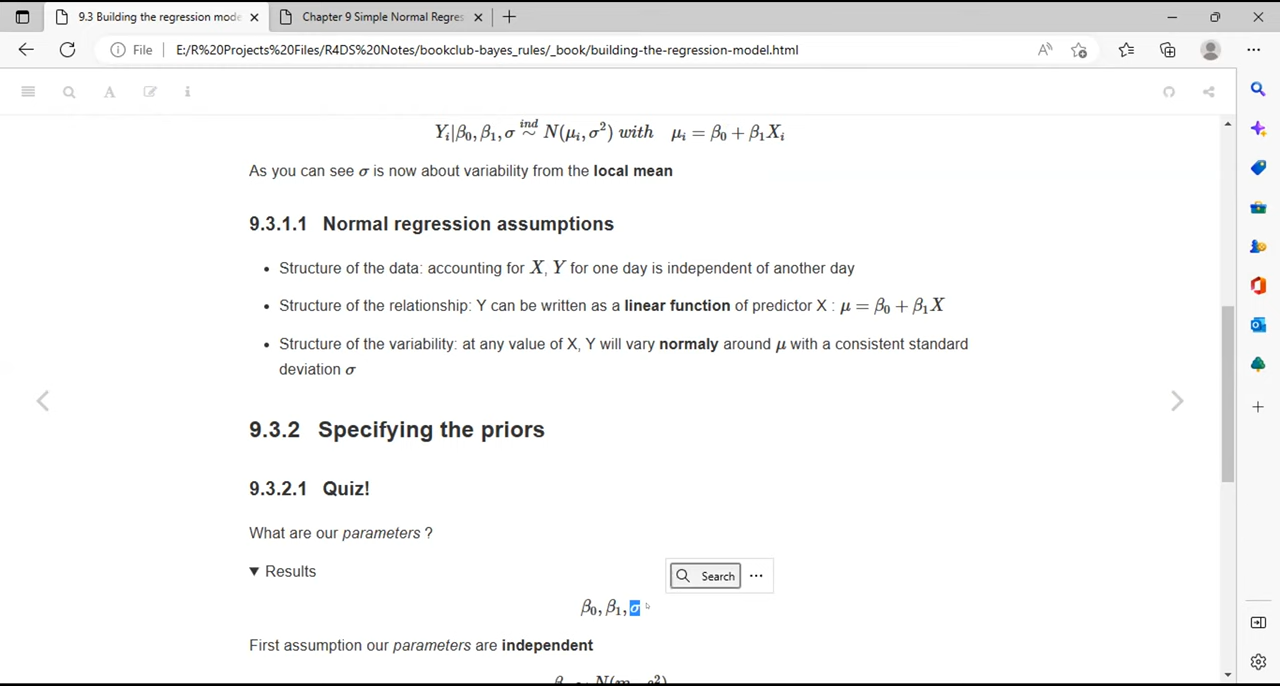 9.3 Building the regression mode
Chapter 9 Simple Normal Regres
File
E:/R%20Projects%20Files/R4DS%20Notes/bookclub-bayes_rules/_book/building-the-regression-model.html
Yᵢ|β₀, β₁, σ ind ~ N(μᵢ, σ²) with μᵢ = β₀ + β₁Xᵢ
As you can see σ is now about variability from the local mean
9.3.1.1 Normal regression assumptions
• Structure of the data: accounting for X, Y for one day is independent of another day
• Structure of the relationship: Y can be written as a linear function of predictor X : μ = β₀ + β₁X
• Structure of the variability: at any value of X, Y will vary normaly around μ with a consistent standard
deviation σ
9.3.2 Specifying the priors
9.3.2.1 Quiz!
What are our parameters ?
▼ Results
Search
β₀, β₁, σ
First assumption our parameters are independent